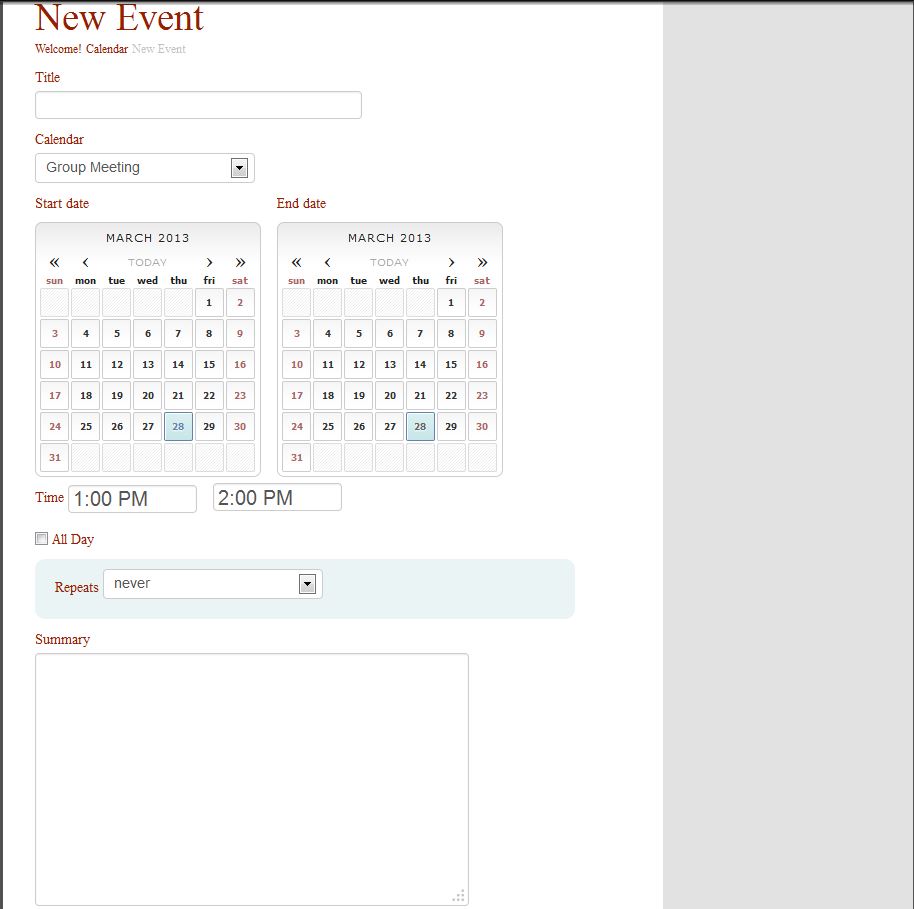 New Event
Welcome! Calendar New Event
Title
Calendar
Group Meeting
Start date End date
MARCH 2013 MARCH 2013
« ‹ TODAY › » « ‹ TODAY › »
sun mon tue wed thu fri sat sun mon tue wed thu fri sat
1 2 1 2
3 4 5 6 7 8 9 3 4 5 6 7 8 9
10 11 12 13 14 15 16 10 11 12 13 14 15 16
17 18 19 20 21 22 23 17 18 19 20 21 22 23
24 25 26 27 28 29 30 24 25 26 27 28 29 30
31 31
Time 1:00 PM 2:00 PM
All Day
Repeats never
Summary